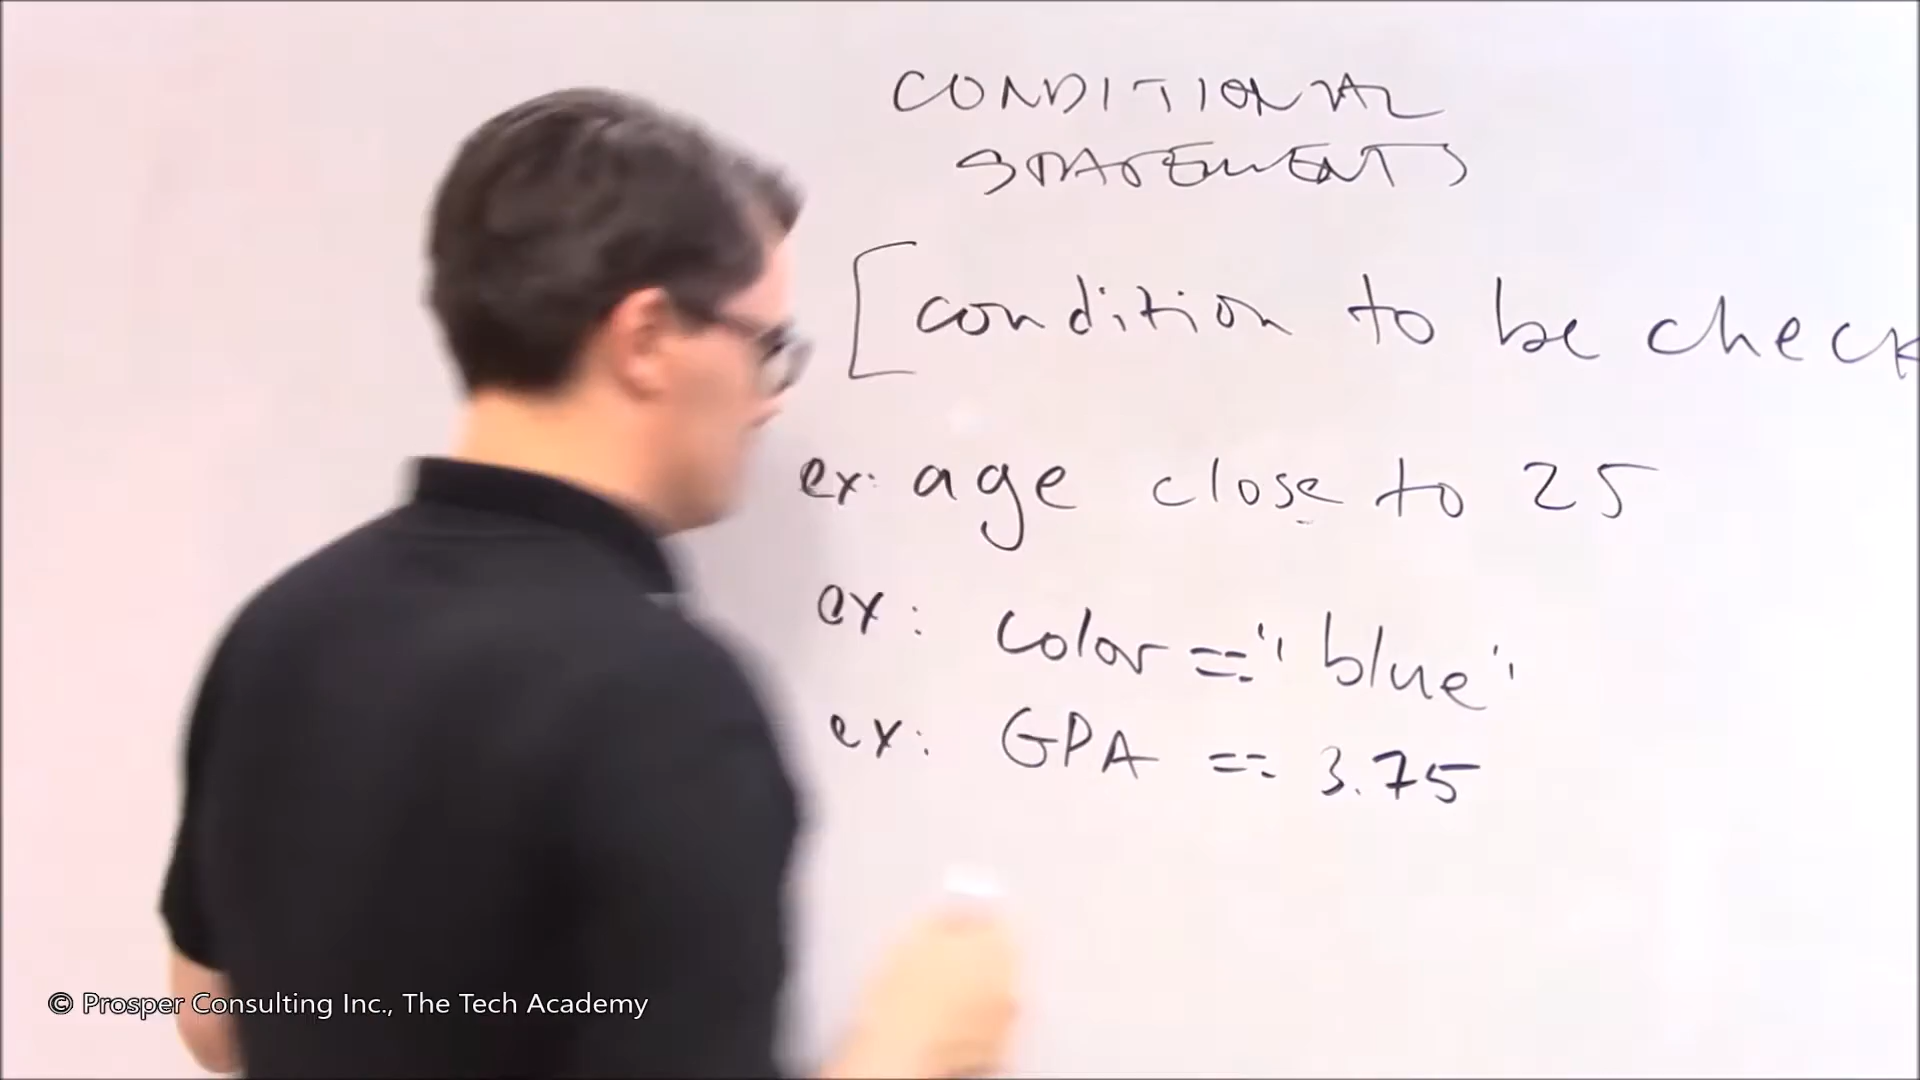 CONDITIONAL
STATEMENTS
[condition to be check
ex: age close to 25
ex: color == "blue"
ex: GPA == 3.75
© Prosper Consulting Inc., The Tech Academy